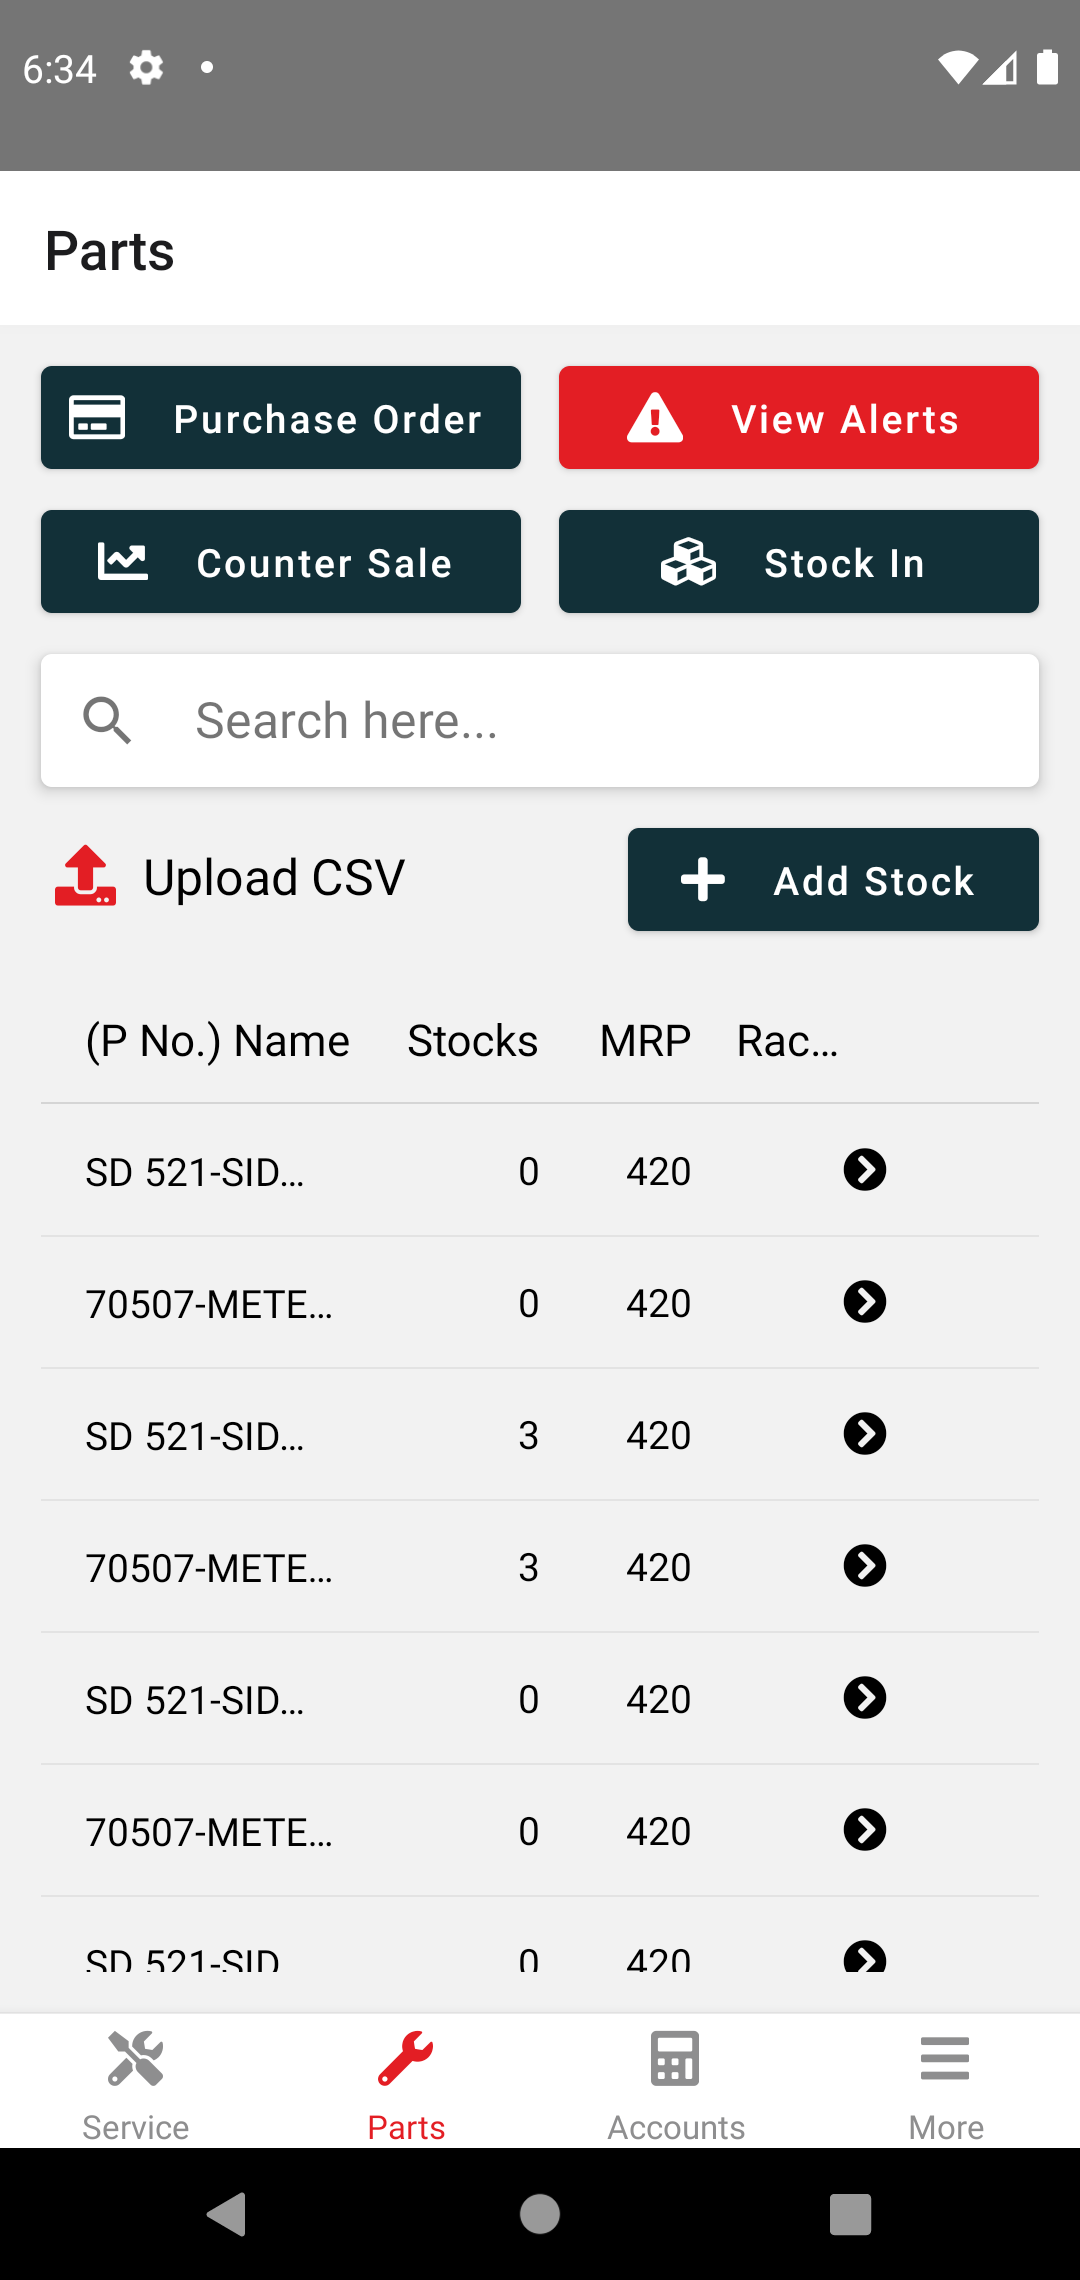 6:34
Parts
Purchase Order
View Alerts
Counter Sale
Stock In
Search here...
Upload CSV
Add Stock
(P No.) Name Stocks MRP Rac...
SD 521-SID... 0 420
70507-METE... 0 420
SD 521-SID... 3 420
70507-METE... 3 420
SD 521-SID... 0 420
70507-METE... 0 420
SD 521-SID 0 420
Service Parts Accounts More